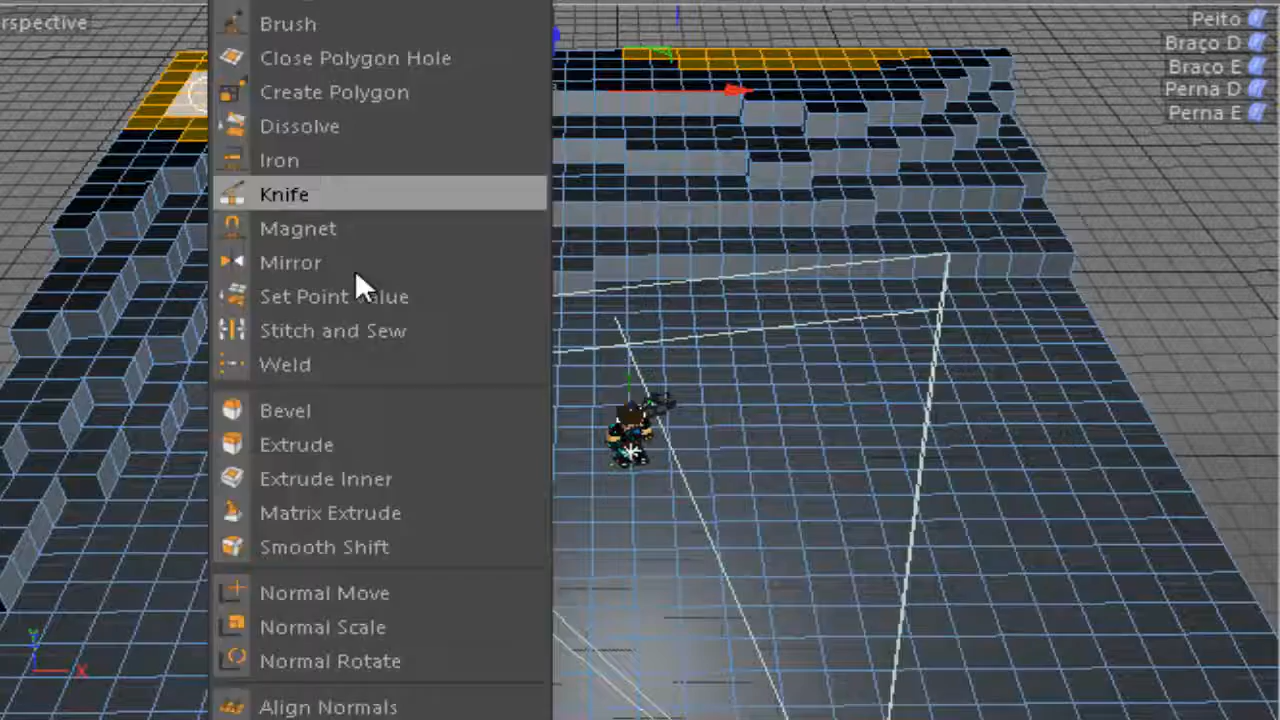 rspective
Brush
Close Polygon Hole
Create Polygon
Dissolve
Iron
Knife
Magnet
Mirror
Set Point Value
Stitch and Sew
Weld
Bevel
Extrude
Extrude Inner
Matrix Extrude
Smooth Shift
Normal Move
Normal Scale
Normal Rotate
Align Normals
Peito
Braço D
Braço E
Perna D
Perna E
Y
X